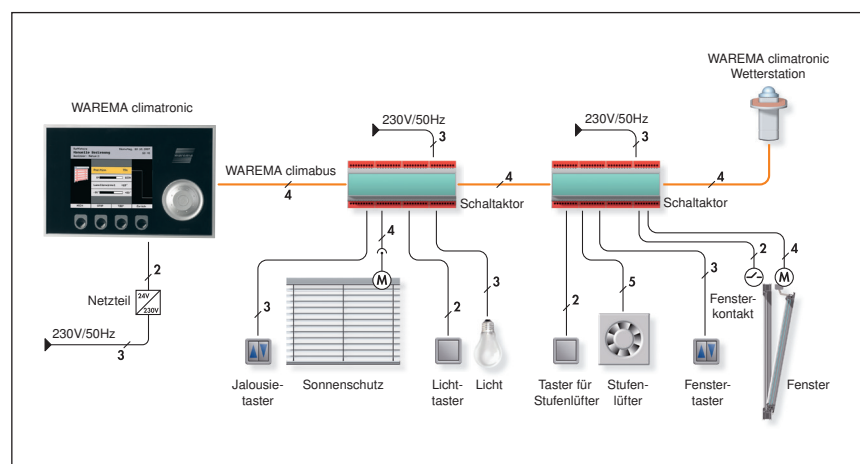 WAREMA climatronic
Wetterstation
WAREMA climatronic
230V/50Hz
3
230V/50Hz
3
WAREMA climabus
4
4
4
Schaltaktor
Schaltaktor
2
Netzteil
24V
230V
230V/50Hz
3
4
M
3
2
3
2
5
3
2
4
M
Fenster-
kontakt
Jalousie-
taster
Sonnenschutz
Licht-
taster
Licht
Taster für
Stufenlüfter
Stufen-
lüfter
Fenster-
taster
Fenster